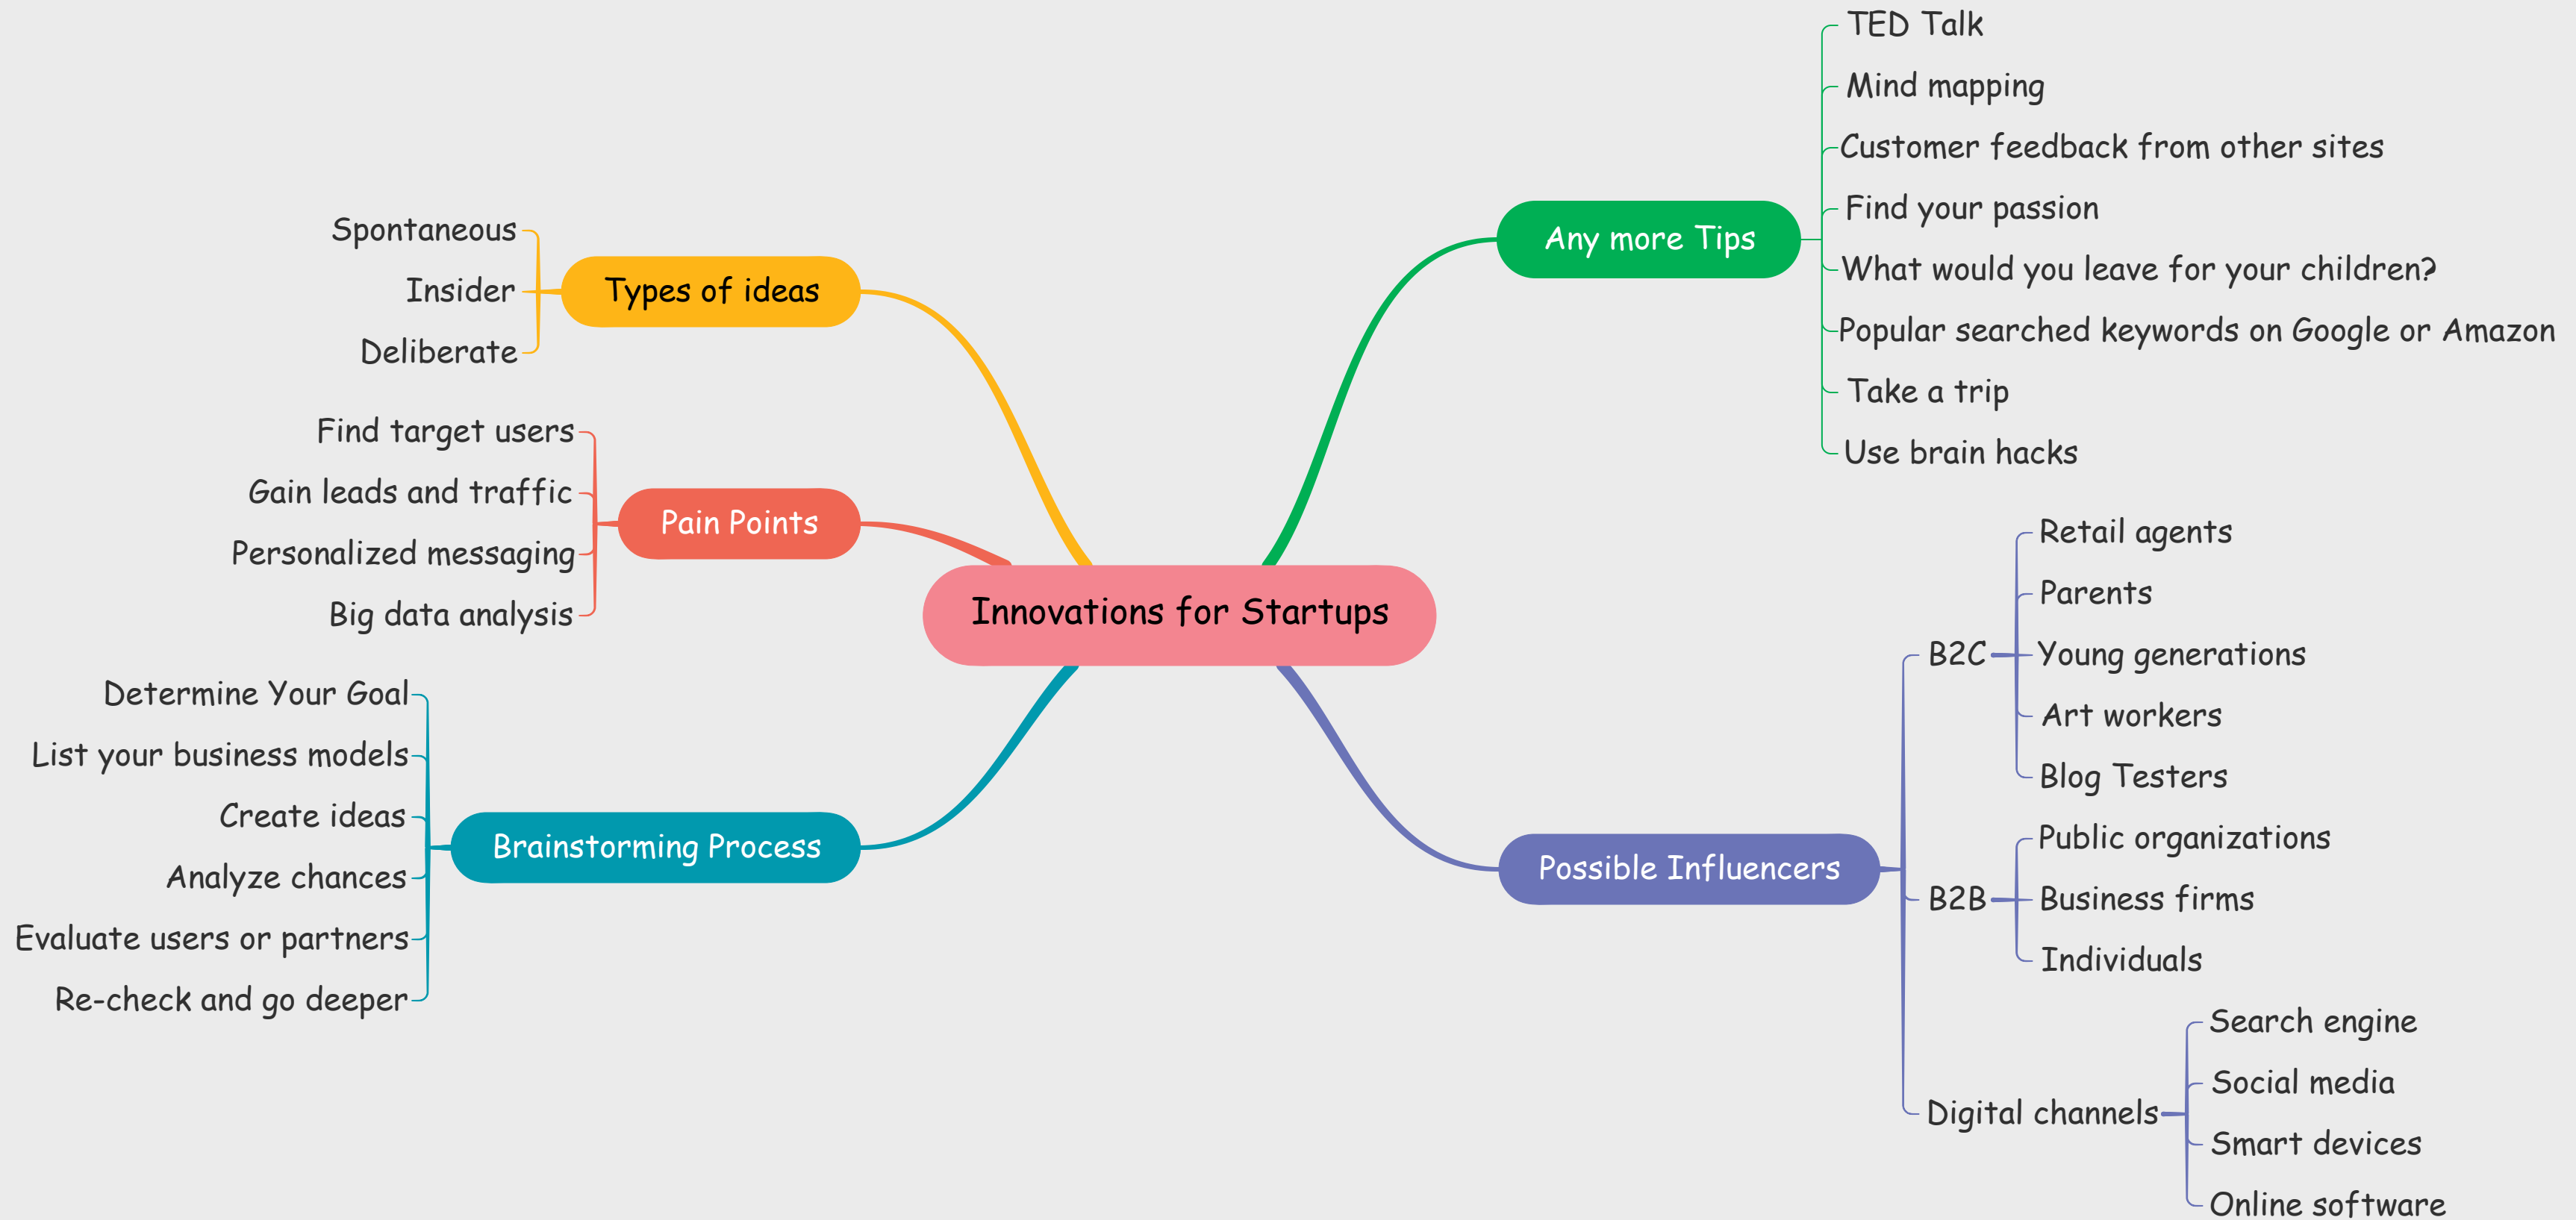 Innovations for Startups
Types of ideas
Spontaneous
Insider
Deliberate
Pain Points
Find target users
Gain leads and traffic
Personalized messaging
Big data analysis
Brainstorming Process
Determine Your Goal
List your business models
Create ideas
Analyze chances
Evaluate users or partners
Re-check and go deeper
Any more Tips
TED Talk
Mind mapping
Customer feedback from other sites
Find your passion
What would you leave for your children?
Popular searched keywords on Google or Amazon
Take a trip
Use brain hacks
Possible Influencers
B2C
Retail agents
Parents
Young generations
Art workers
Blog Testers
B2B
Public organizations
Business firms
Individuals
Digital channels
Search engine
Social media
Smart devices
Online software